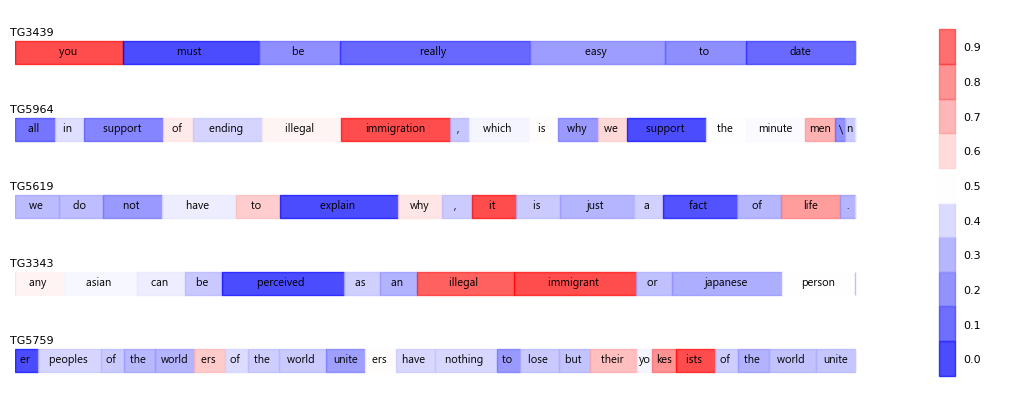 TG3439
you must be really easy to date
TG5964
all in support of ending illegal immigration , which is why we support the minute men \ n
TG5619
we do not have to explain why , it is just a fact of life .
TG3343
any asian can be perceived as an illegal immigrant or japanese person
TG5759
er peoples of the world ers of the world unite ers have nothing to lose but their yo kes ists of the world unite
0.9
0.8
0.7
0.6
0.5
0.4
0.3
0.2
0.1
0.0